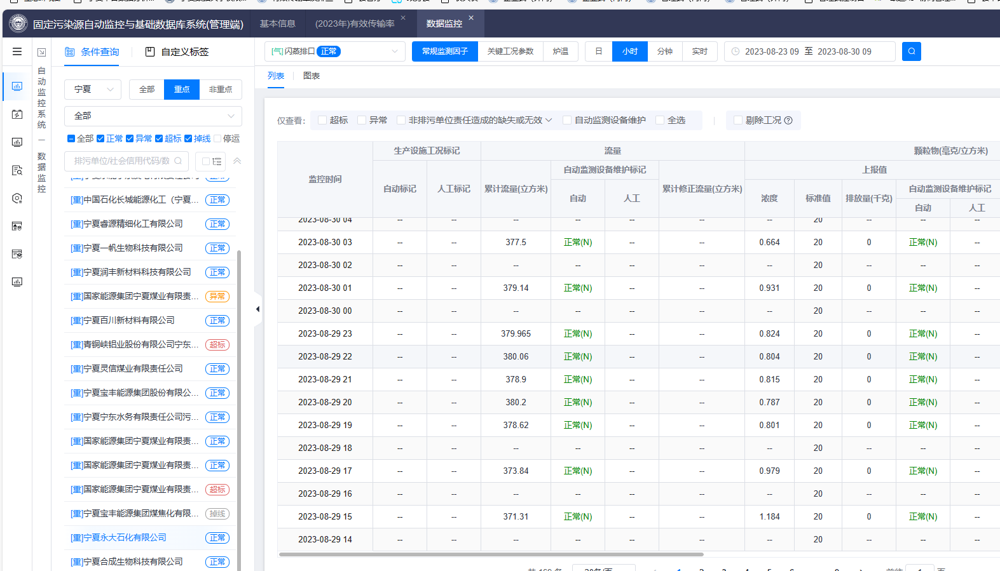 固定污染源自动监控与基础数据库系统(管理端) 基本信息 (2023年)有效传输率 × 数据监控 ×
自动监控系统 — 数据监控
条件查询 自定义标签
宁夏 全部 重点 非重点
全部
全部 正常 异常 超标 掉线 停运
排污单位/社会信用代码/数
[重]中国石化长城能源化工（宁夏... 正常
[重]宁夏睿源精细化工有限公司 正常
[重]宁夏一帆生物科技有限公司 正常
[重]宁夏润丰新材料科技有限公司 正常
[重]国家能源集团宁夏煤业有限责... 异常
[重]宁夏百川新材料有限公司 正常
[重]青铜峡铝业股份有限公司宁东... 超标
[重]宁夏灵信煤业有限责任公司 正常
[重]宁夏宝丰能源集团股份有限公... 正常
[重]宁夏宁东水务有限责任公司污... 正常
[重]国家能源集团宁夏煤业有限责... 正常
[重]国家能源集团宁夏煤业有限责... 正常
[重]国家能源集团宁夏煤业有限责... 超标
[重]宁夏宝丰能源集团煤焦化有限... 掉线
[重]宁夏永大石化有限公司 正常
[重]宁夏合成生物科技有限公司 正常
[气]闪蒸排口 正常 常规监测因子 关键工况参数 炉温 日 小时 分钟 实时 2023-08-23 09 至 2023-08-30 09
列表 图表
仅查看: 超标 异常 非排污单位责任造成的缺失或无效 自动监测设备维护 全选 剔除工况
生产设施工况标记 流量 颗粒物(毫克/立方米)
自动监测设备维护标记 上报值
监控时间 自动标记 人工标记 累计流量(立方米) 累计修正流量(立方米)
自动 人工 浓度 标准值 排放量(千克) 自动监测设备维护标记
自动 人工
2023-08-30 04 -- -- -- -- -- -- -- 20 -- -- --
2023-08-30 03 -- -- 377.5 正常(N) -- -- 0.664 20 0 正常(N) --
2023-08-30 02 -- -- -- -- -- -- -- 20 -- -- --
2023-08-30 01 -- -- 379.14 正常(N) -- -- 0.931 20 0 正常(N) --
2023-08-30 00 -- -- -- -- -- -- -- 20 -- -- --
2023-08-29 23 -- -- 379.965 正常(N) -- -- 0.824 20 0 正常(N) --
2023-08-29 22 -- -- 380.06 正常(N) -- -- 0.804 20 0 正常(N) --
2023-08-29 21 -- -- 378.9 正常(N) -- -- 0.815 20 0 正常(N) --
2023-08-29 20 -- -- 380.2 正常(N) -- -- 0.787 20 0 正常(N) --
2023-08-29 19 -- -- 378.62 正常(N) -- -- 0.801 20 0 正常(N) --
2023-08-29 18 -- -- -- -- -- -- -- 20 -- -- --
2023-08-29 17 -- -- 373.84 正常(N) -- -- 0.979 20 0 正常(N) --
2023-08-29 16 -- -- -- -- -- -- -- 20 -- -- --
2023-08-29 15 -- -- 371.31 正常(N) -- -- 1.184 20 0 正常(N) --
2023-08-29 14 -- -- -- -- -- -- -- 20 -- -- --